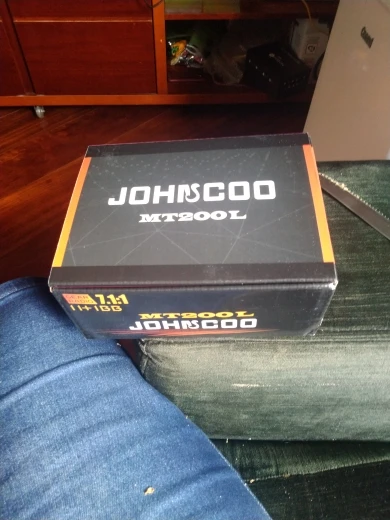 JOHNCOO
MT200L
7.1:1
11+1BB
MT200L
JOHNCOO